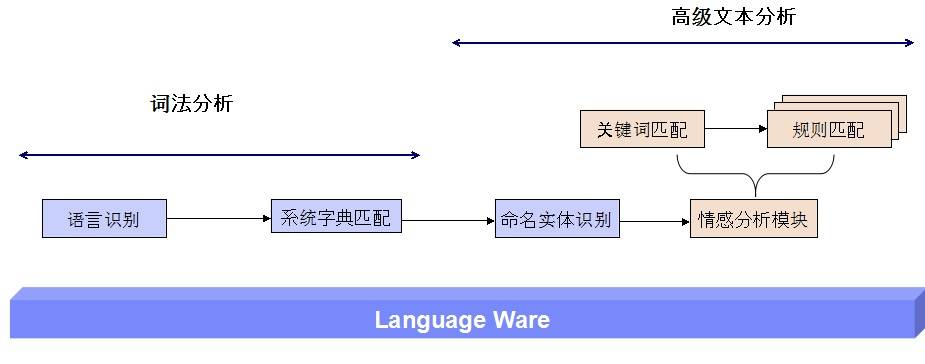 高级文本分析
词法分析
关键词匹配
规则匹配
语言识别
系统字典匹配
命名实体识别
情感分析模块
Language Ware